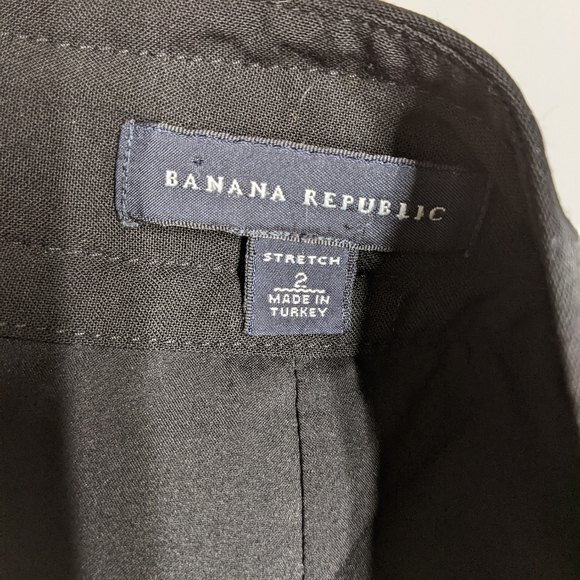 BANANA REPUBLIC
STRETCH
2
MADE IN
TURKEY